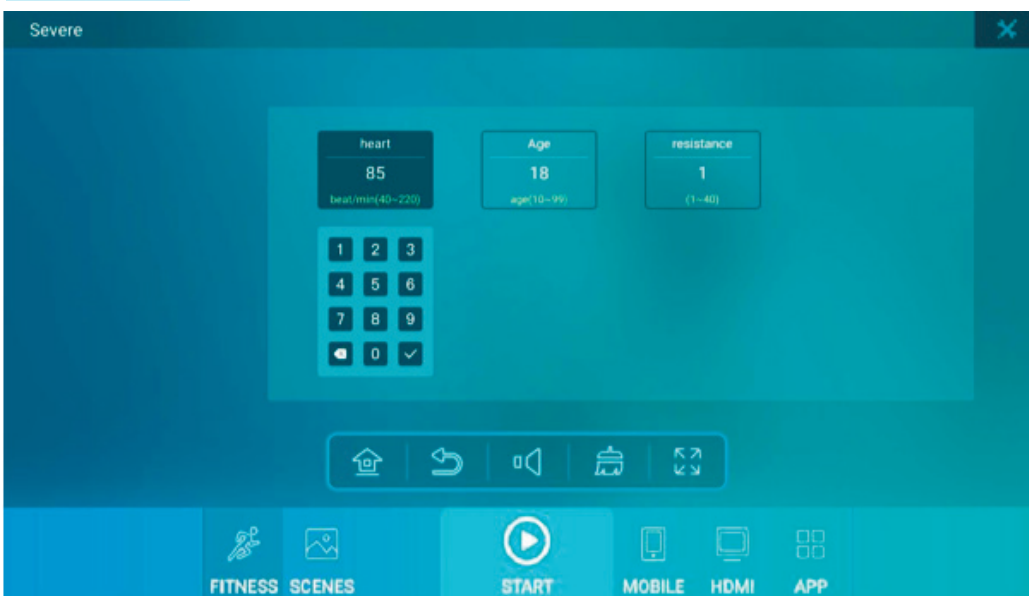 Severe
heart
Age
resistance
85
18
1
beat/min(40~220)
age(10~99)
(1~40)
1 2 3
4 5 6
7 8 9
0
FITNESS SCENES START MOBILE HDMI APP